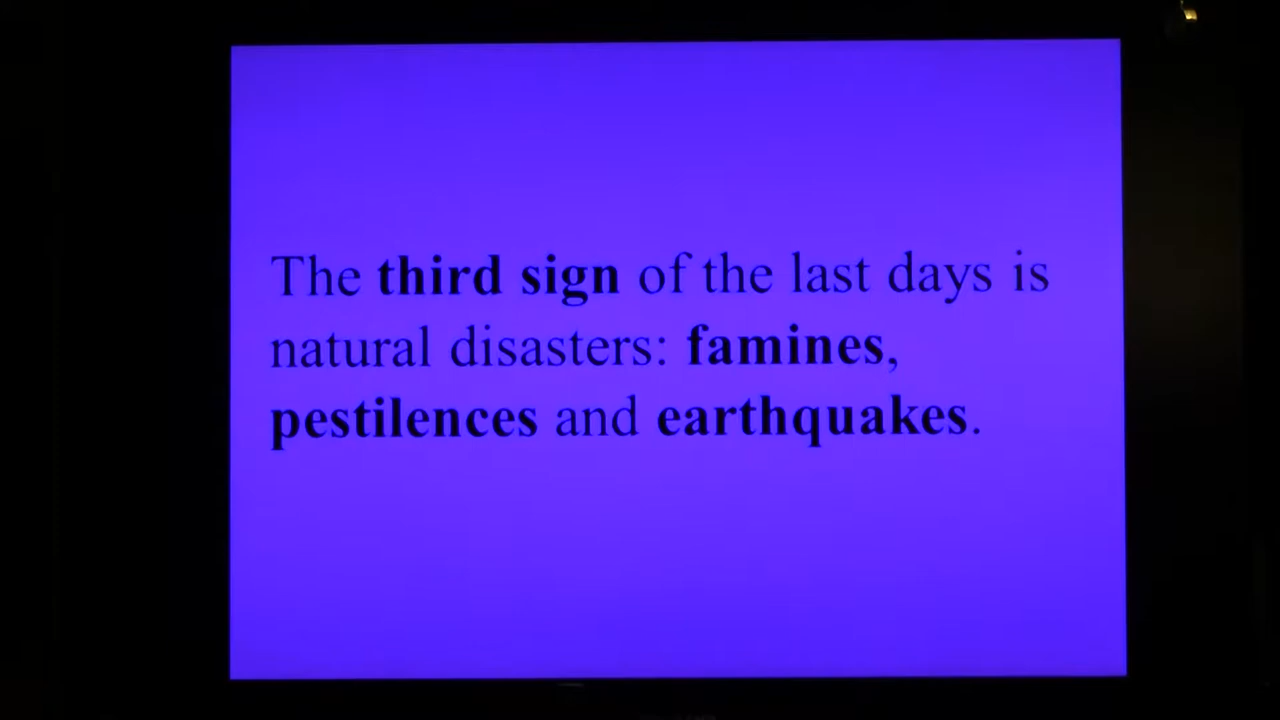 The third sign of the last days is
natural disasters: famines,
pestilences and earthquakes.